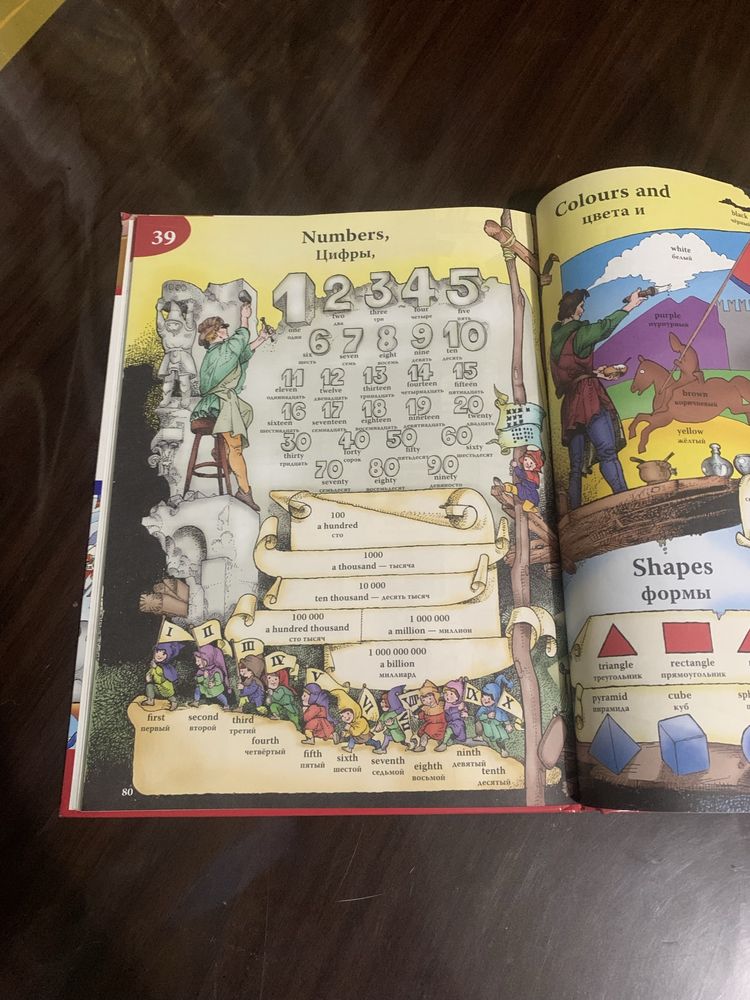 39
Numbers,
Цифры,
1 2 3 4 5
one two three four five
один два три четыре пять
6 7 8 9 10
six seven eight nine ten
шесть семь восемь девять десять
11 12 13 14 15
eleven twelve thirteen fourteen fifteen
одиннадцать двенадцать тринадцать четырнадцать пятнадцать
16 17 18 19 20
sixteen seventeen eighteen nineteen twenty
шестнадцать семнадцать восемнадцать девятнадцать двадцать
30 40 50 60
thirty forty fifty sixty
тридцать сорок пятьдесят шестьдесят
70 80 90
seventy eighty ninety
семьдесят восемьдесят девяносто
100
a hundred
сто
1000
a thousand — тысяча
10 000
ten thousand — десять тысяч
100 000
a hundred thousand
сто тысяч
1 000 000
a million — миллион
1 000 000 000
a billion
миллиард
I II III IV V VI VII VIII IX X
first second third
первый второй третий
fourth
четвёртый
fifth sixth seventh eighth ninth
пятый шестой седьмой восьмой девятый
tenth
десятый
80
Colours and
цвета и
black
чёрный
white
белый
purple
пурпурный
brown
коричневый
yellow
жёлтый
Shapes
формы
triangle rectangle
треугольник прямоугольник
pyramid cube
пирамида куб